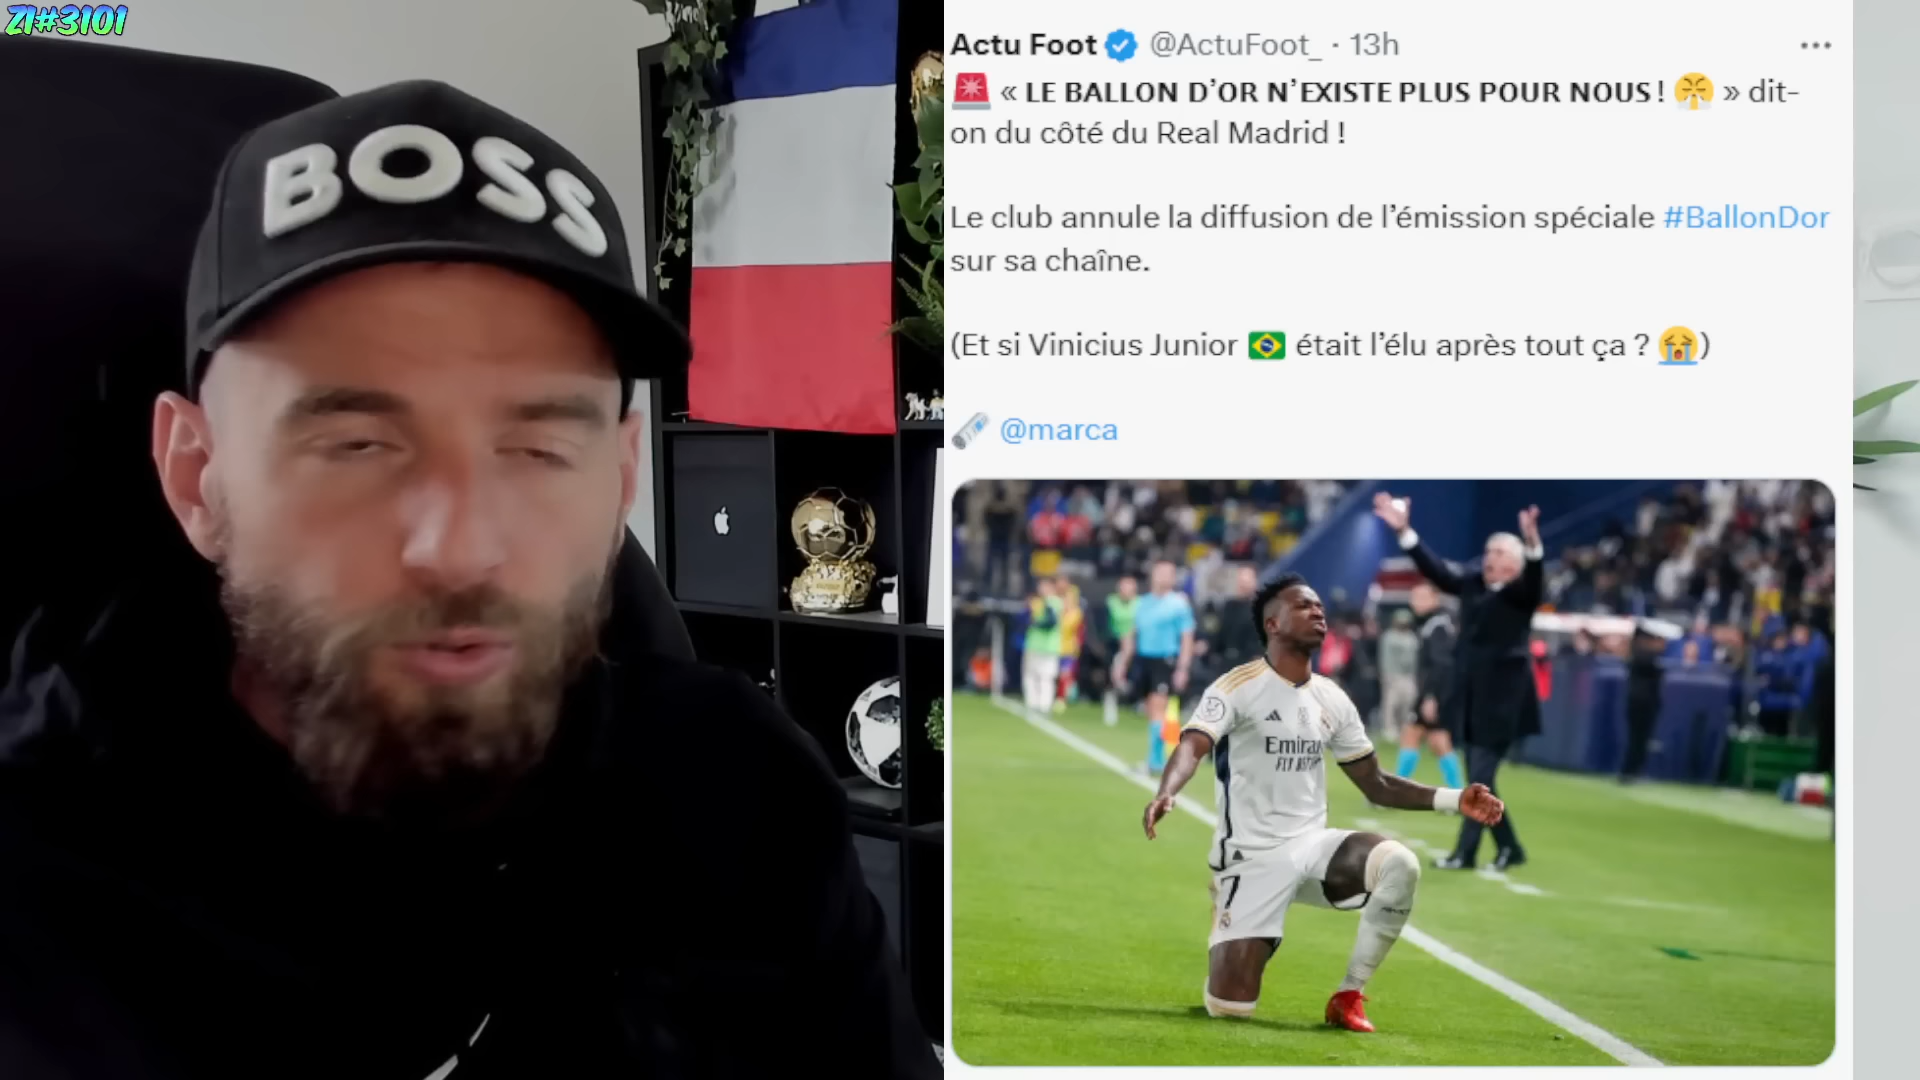 Z1#3101
BOSS
Actu Foot @ActuFoot_ · 13h
« LE BALLON D’OR N’EXISTE PLUS POUR NOUS ! » dit-
on du côté du Real Madrid !
Le club annule la diffusion de l’émission spéciale #BallonDor
sur sa chaîne.
(Et si Vinicius Junior était l’élu après tout ça ? )
@marca
Emirates
7